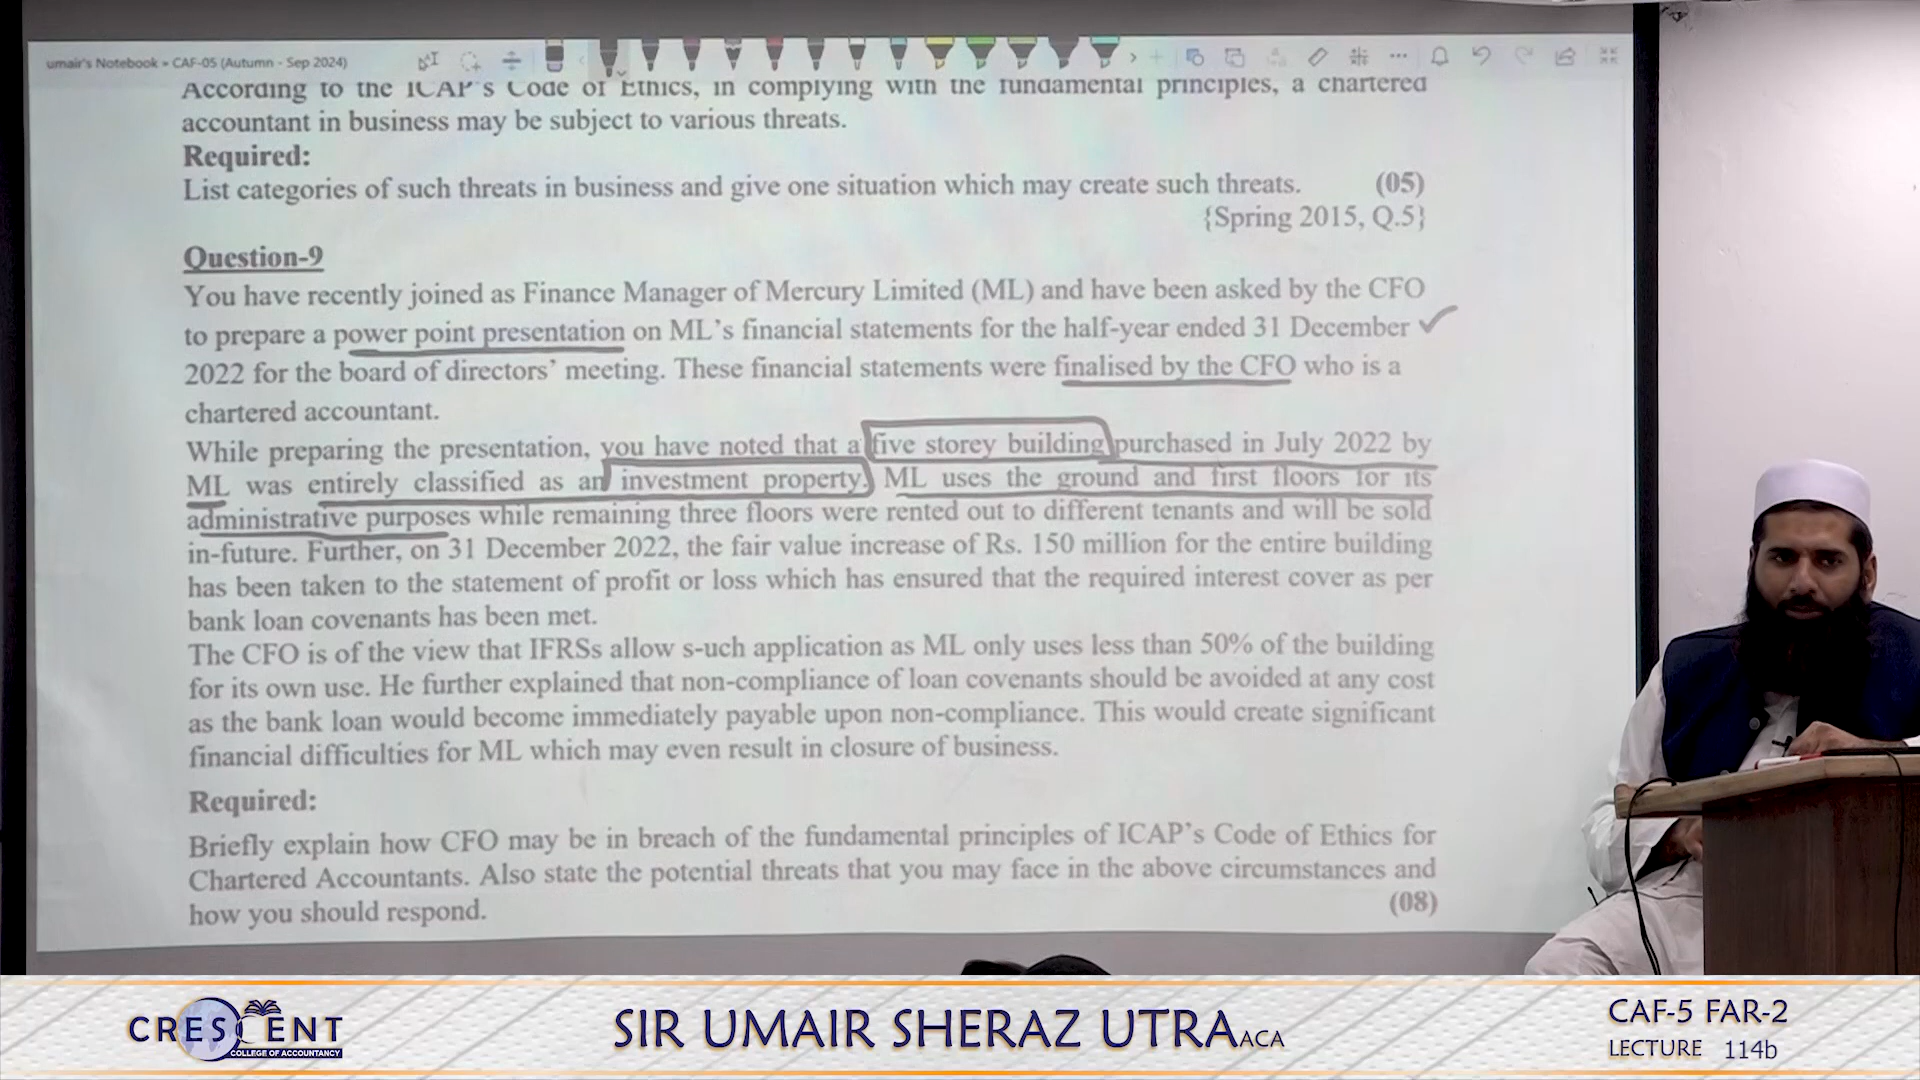 umair's Notebook » CAF-05 (Autumn - Sep 2024)
According to the ICAP's Code of Ethics, in complying with the fundamental principles, a chartered
accountant in business may be subject to various threats.
Required:
List categories of such threats in business and give one situation which may create such threats. (05)
{Spring 2015, Q.5}
Question-9
You have recently joined as Finance Manager of Mercury Limited (ML) and have been asked by the CFO
to prepare a power point presentation on ML's financial statements for the half-year ended 31 December
2022 for the board of directors' meeting. These financial statements were finalised by the CFO who is a
chartered accountant.
While preparing the presentation, you have noted that a five storey building purchased in July 2022 by
ML was entirely classified as an investment property. ML uses the ground and first floors for its
administrative purposes while remaining three floors were rented out to different tenants and will be sold
in-future. Further, on 31 December 2022, the fair value increase of Rs. 150 million for the entire building
has been taken to the statement of profit or loss which has ensured that the required interest cover as per
bank loan covenants has been met.
The CFO is of the view that IFRSs allow s-uch application as ML only uses less than 50% of the building
for its own use. He further explained that non-compliance of loan covenants should be avoided at any cost
as the bank loan would become immediately payable upon non-compliance. This would create significant
financial difficulties for ML which may even result in closure of business.
Required:
Briefly explain how CFO may be in breach of the fundamental principles of ICAP's Code of Ethics for
Chartered Accountants. Also state the potential threats that you may face in the above circumstances and
how you should respond. (08)
CRESCENT
COLLEGE OF ACCOUNTANCY
SIR UMAIR SHERAZ UTRA ACA
CAF-5 FAR-2
LECTURE 114b